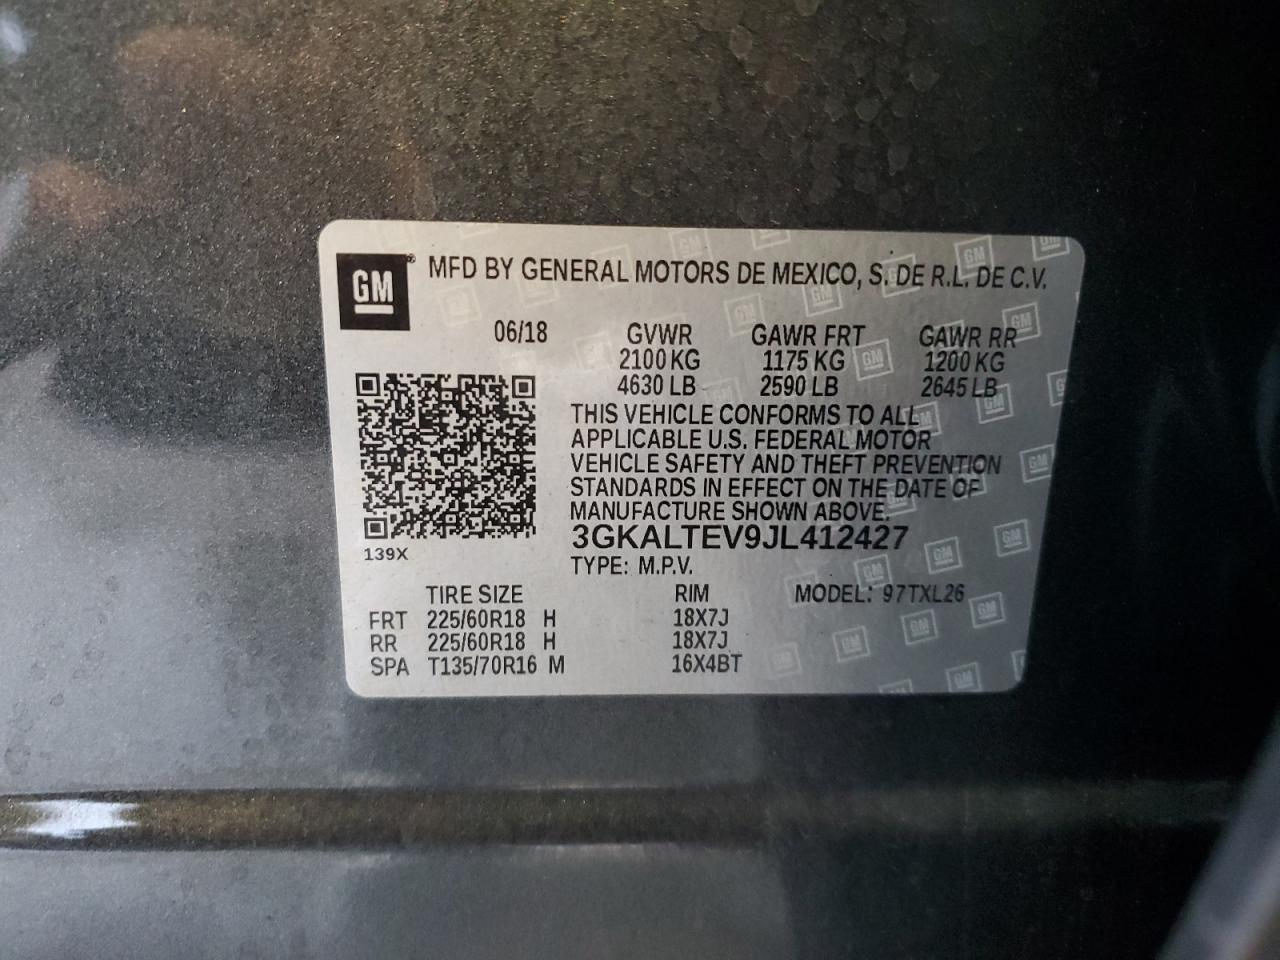 GM® MFD BY GENERAL MOTORS DE MEXICO, S. DE R.L. DE C.V.
06/18 GVWR GAWR FRT GAWR RR
2100 KG 1175 KG 1200 KG
4630 LB 2590 LB 2645 LB
THIS VEHICLE CONFORMS TO ALL
APPLICABLE U.S. FEDERAL MOTOR
VEHICLE SAFETY AND THEFT PREVENTION
STANDARDS IN EFFECT ON THE DATE OF
MANUFACTURE SHOWN ABOVE.
3GKALTEV9JL412427
139X
TYPE: M.P.V.
TIRE SIZE RIM MODEL: 97TXL26
FRT 225/60R18 H 18X7J
RR 225/60R18 H 18X7J
SPA T135/70R16 M 16X4BT